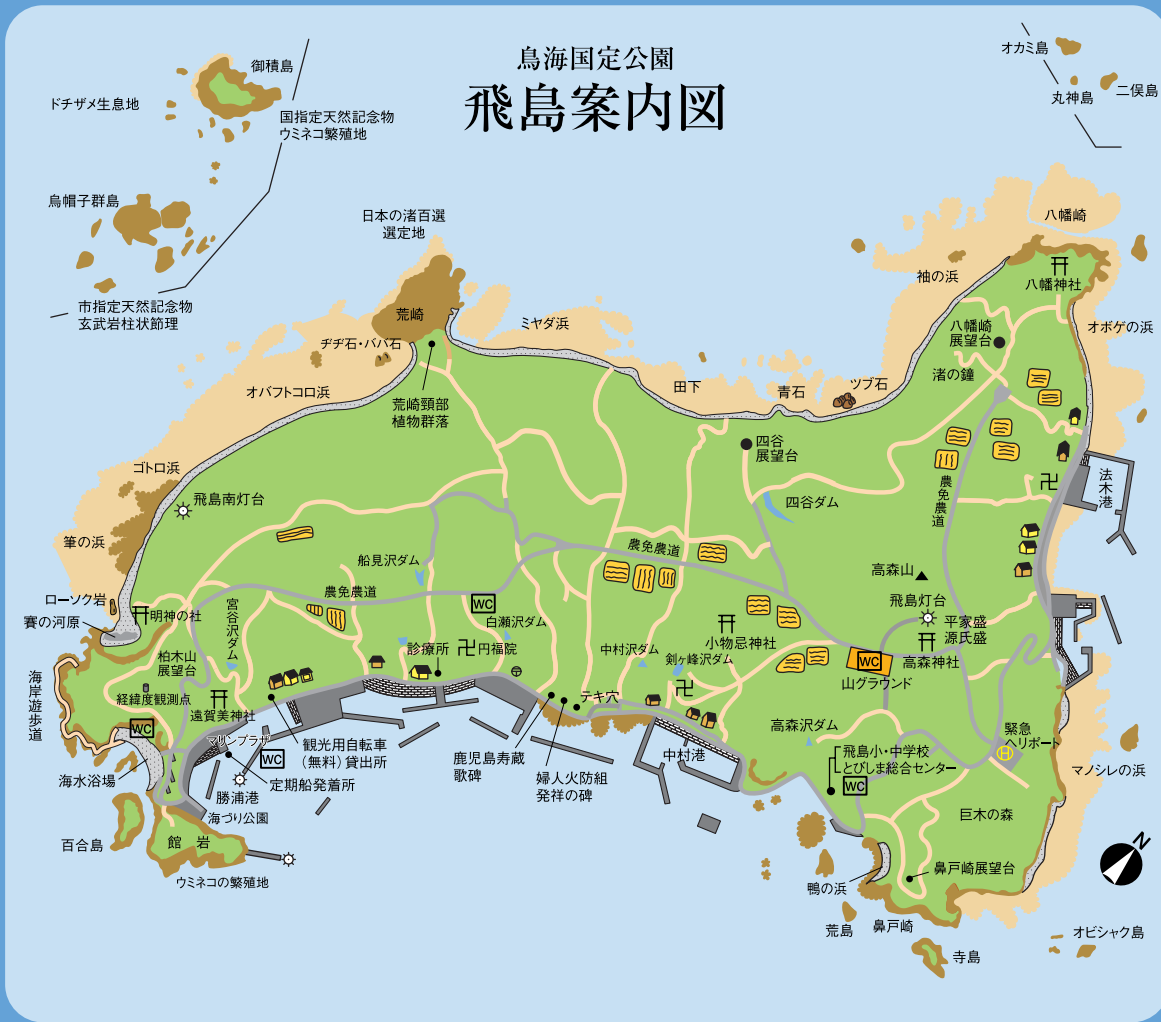 鳥海国定公園
飛島案内図
オカミ島
丸神島
二俣島
御積島
ドチザメ生息地
国指定天然記念物
ウミネコ繁殖地
烏帽子群島
市指定天然記念物
玄武岩柱状節理
日本の渚百選
選定地
荒崎
ヂヂ石・ババ石
ミヤダ浜
オバフトコロ浜
荒崎頸部
植物群落
田下
青石
ツブ石
袖の浜
八幡崎
八幡神社
オボゲの浜
八幡崎
展望台
渚の鐘
四谷
展望台
四谷ダム
農免農道
法木港
ゴトロ浜
飛島南灯台
筆の浜
ローソク岩
賽の河原
明神の社
宮谷沢ダム
船見沢ダム
農免農道
農免農道
WC
白瀬沢ダム
高森山
飛島灯台
平家盛
源氏盛
高森神社
小物忌神社
WC
山グラウンド
中村沢ダム
剣ヶ峰沢ダム
診療所
円福院
柏木山
展望台
経緯度観測点
遠賀美神社
海岸遊歩道
WC
マリンプラザ
WC
観光用自転車
(無料)貸出所
定期船発着所
海水浴場
勝浦港
海づり公園
百合島
館岩
ウミネコの繁殖地
鹿児島寿蔵
歌碑
婦人火防組
発祥の碑
テキ穴
中村港
高森沢ダム
飛島小・中学校
とびしま総合センター
WC
緊急
ヘリポート
H
マノシレの浜
巨木の森
鼻戸崎展望台
鴨の浜
荒島
鼻戸崎
寺島
オビシャク島
N